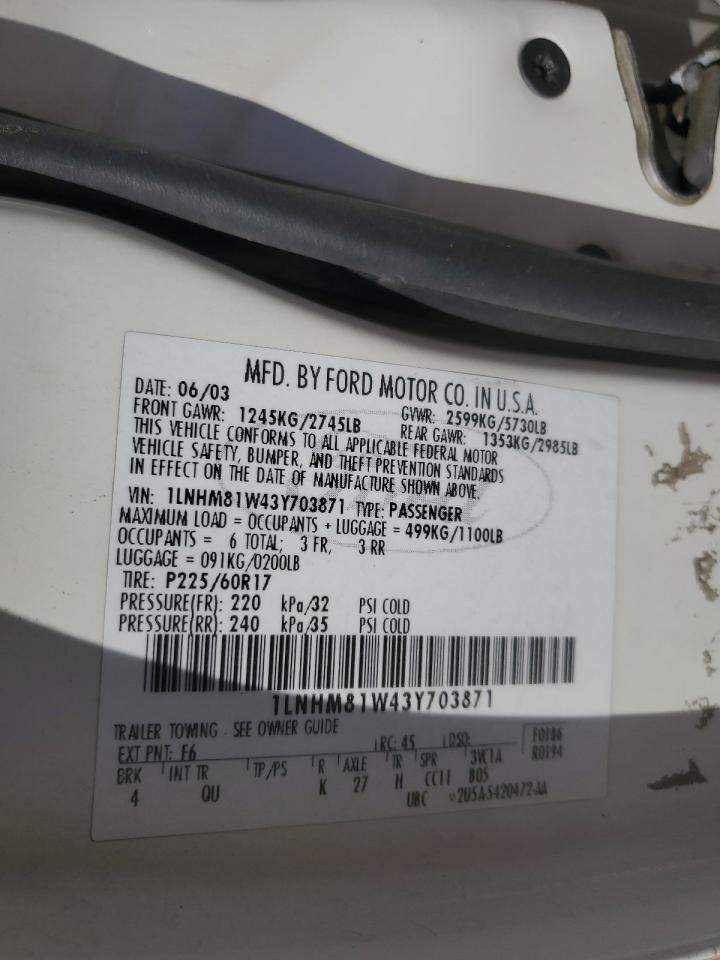 MFD. BY FORD MOTOR CO. IN U.S.A.
DATE: 06/03 GVWR: 2599KG/5730LB
FRONT GAWR: 1245KG/2745LB REAR GAWR: 1353KG/2985LB
THIS VEHICLE CONFORMS TO ALL APPLICABLE FEDERAL MOTOR
VEHICLE SAFETY, BUMPER, AND THEFT PREVENTION STANDARDS
IN EFFECT ON THE DATE OF MANUFACTURE SHOWN ABOVE.
VIN: 1LNHM81W43Y703871 TYPE: PASSENGER
MAXIMUM LOAD = OCCUPANTS + LUGGAGE = 499KG/1100LB
OCCUPANTS = 6 TOTAL; 3 FR, 3 RR
LUGGAGE = 091KG/0200LB
TIRE: P225/60R17
PRESSURE(FR): 220 kPa/32 PSI COLD
PRESSURE(RR): 240 kPa/35 PSI COLD
1LNHM81W43Y703871
TRAILER TOWING - SEE OWNER GUIDE
EXT PNT: F6 RC: 45 DSO: F0186
R0194
BRK INT TR TP/PS R AXLE TR SPR 3VC1A
4 QU K 27 H CC11 B05
UBC 2U5A-5420472-AA